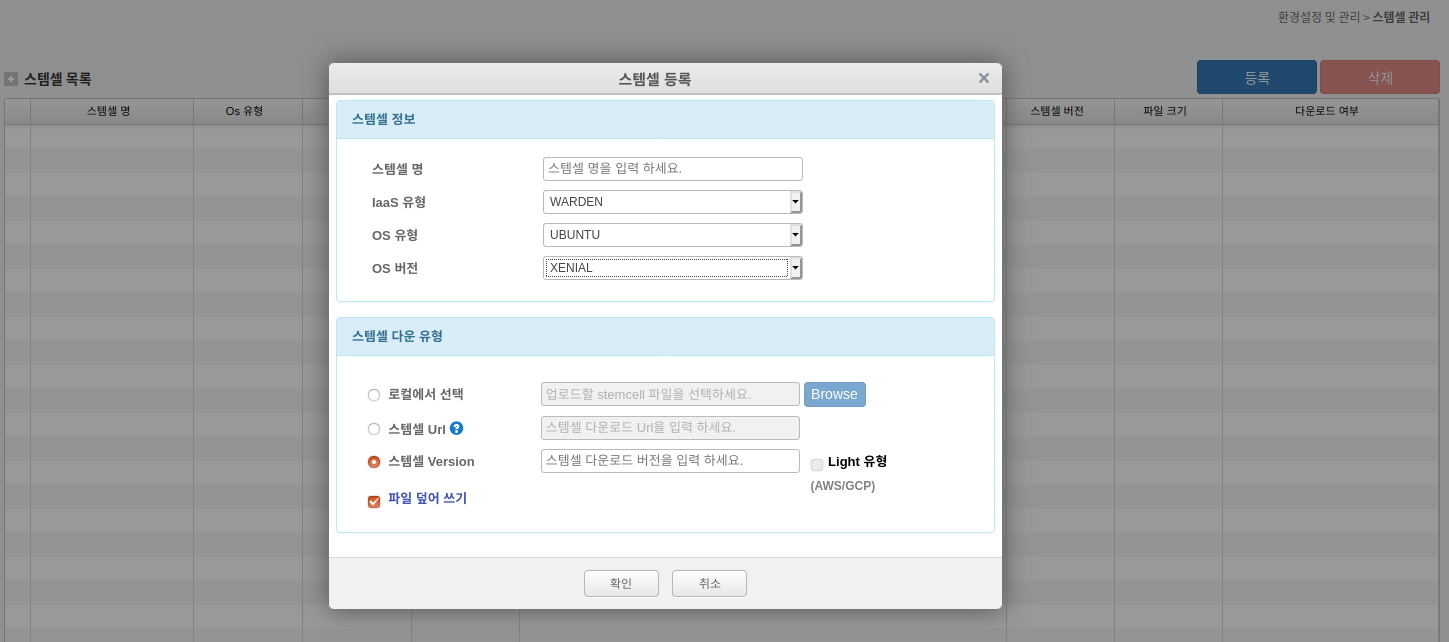 환경설정 및 관리 > 스템셀 관리
스템셀 목록
등록
삭제
스템셀 명
Os 유형
스템셀 버전
파일 크기
다운로드 여부
스템셀 등록
스템셀 정보
스템셀 명
스템셀 명을 입력 하세요.
IaaS 유형
WARDEN
OS 유형
UBUNTU
OS 버전
XENIAL
스템셀 다운 유형
로컬에서 선택
업로드할 stemcell 파일을 선택하세요.
Browse
스템셀 Url
스템셀 다운로드 Url을 입력 하세요.
스템셀 Version
스템셀 다운로드 버전을 입력 하세요.
Light 유형
(AWS/GCP)
파일 덮어 쓰기
확인
취소